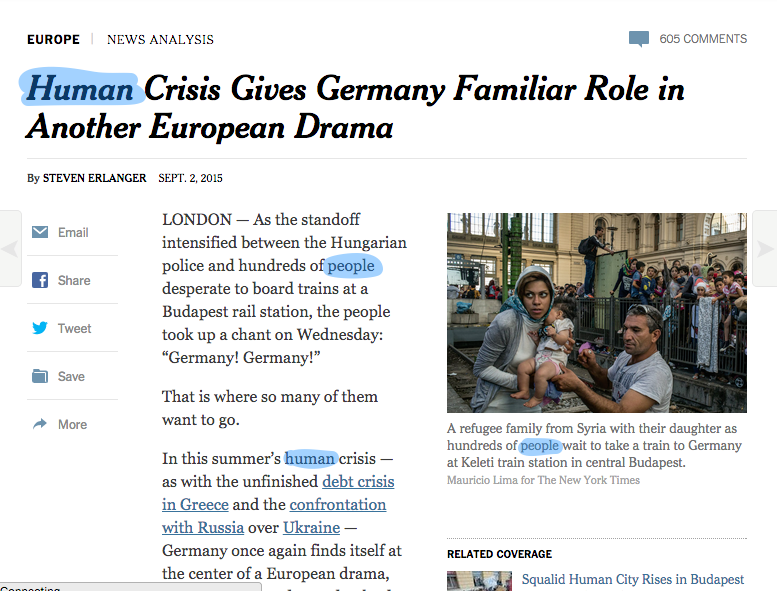 EUROPE | NEWS ANALYSIS
605 COMMENTS
Human Crisis Gives Germany Familiar Role in
Another European Drama
By STEVEN ERLANGER SEPT. 2, 2015
Email
Share
Tweet
Save
More
LONDON — As the standoff
intensified between the Hungarian
police and hundreds of people
desperate to board trains at a
Budapest rail station, the people
took up a chant on Wednesday:
“Germany! Germany!”
That is where so many of them
want to go.
In this summer’s human crisis —
as with the unfinished debt crisis
in Greece and the confrontation
with Russia over Ukraine —
Germany once again finds itself at
the center of a European drama,
A refugee family from Syria with their daughter as
hundreds of people wait to take a train to Germany
at Keleti train station in central Budapest.
Mauricio Lima for The New York Times
RELATED COVERAGE
Squalid Human City Rises in Budapest
Connecting